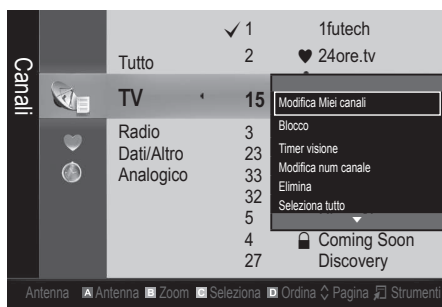 Canali
Tutto
TV
Radio
Dati/Altro
Analogico
1 1futech
2 24ore.tv
15
3
23
33
32
5
4 Coming Soon
27 Discovery
Modifica Miei canali
Blocco
Timer visione
Modifica num canale
Elimina
Seleziona tutto
Antenna A Antenna B Zoom C Seleziona D Ordina Pagina Strumenti